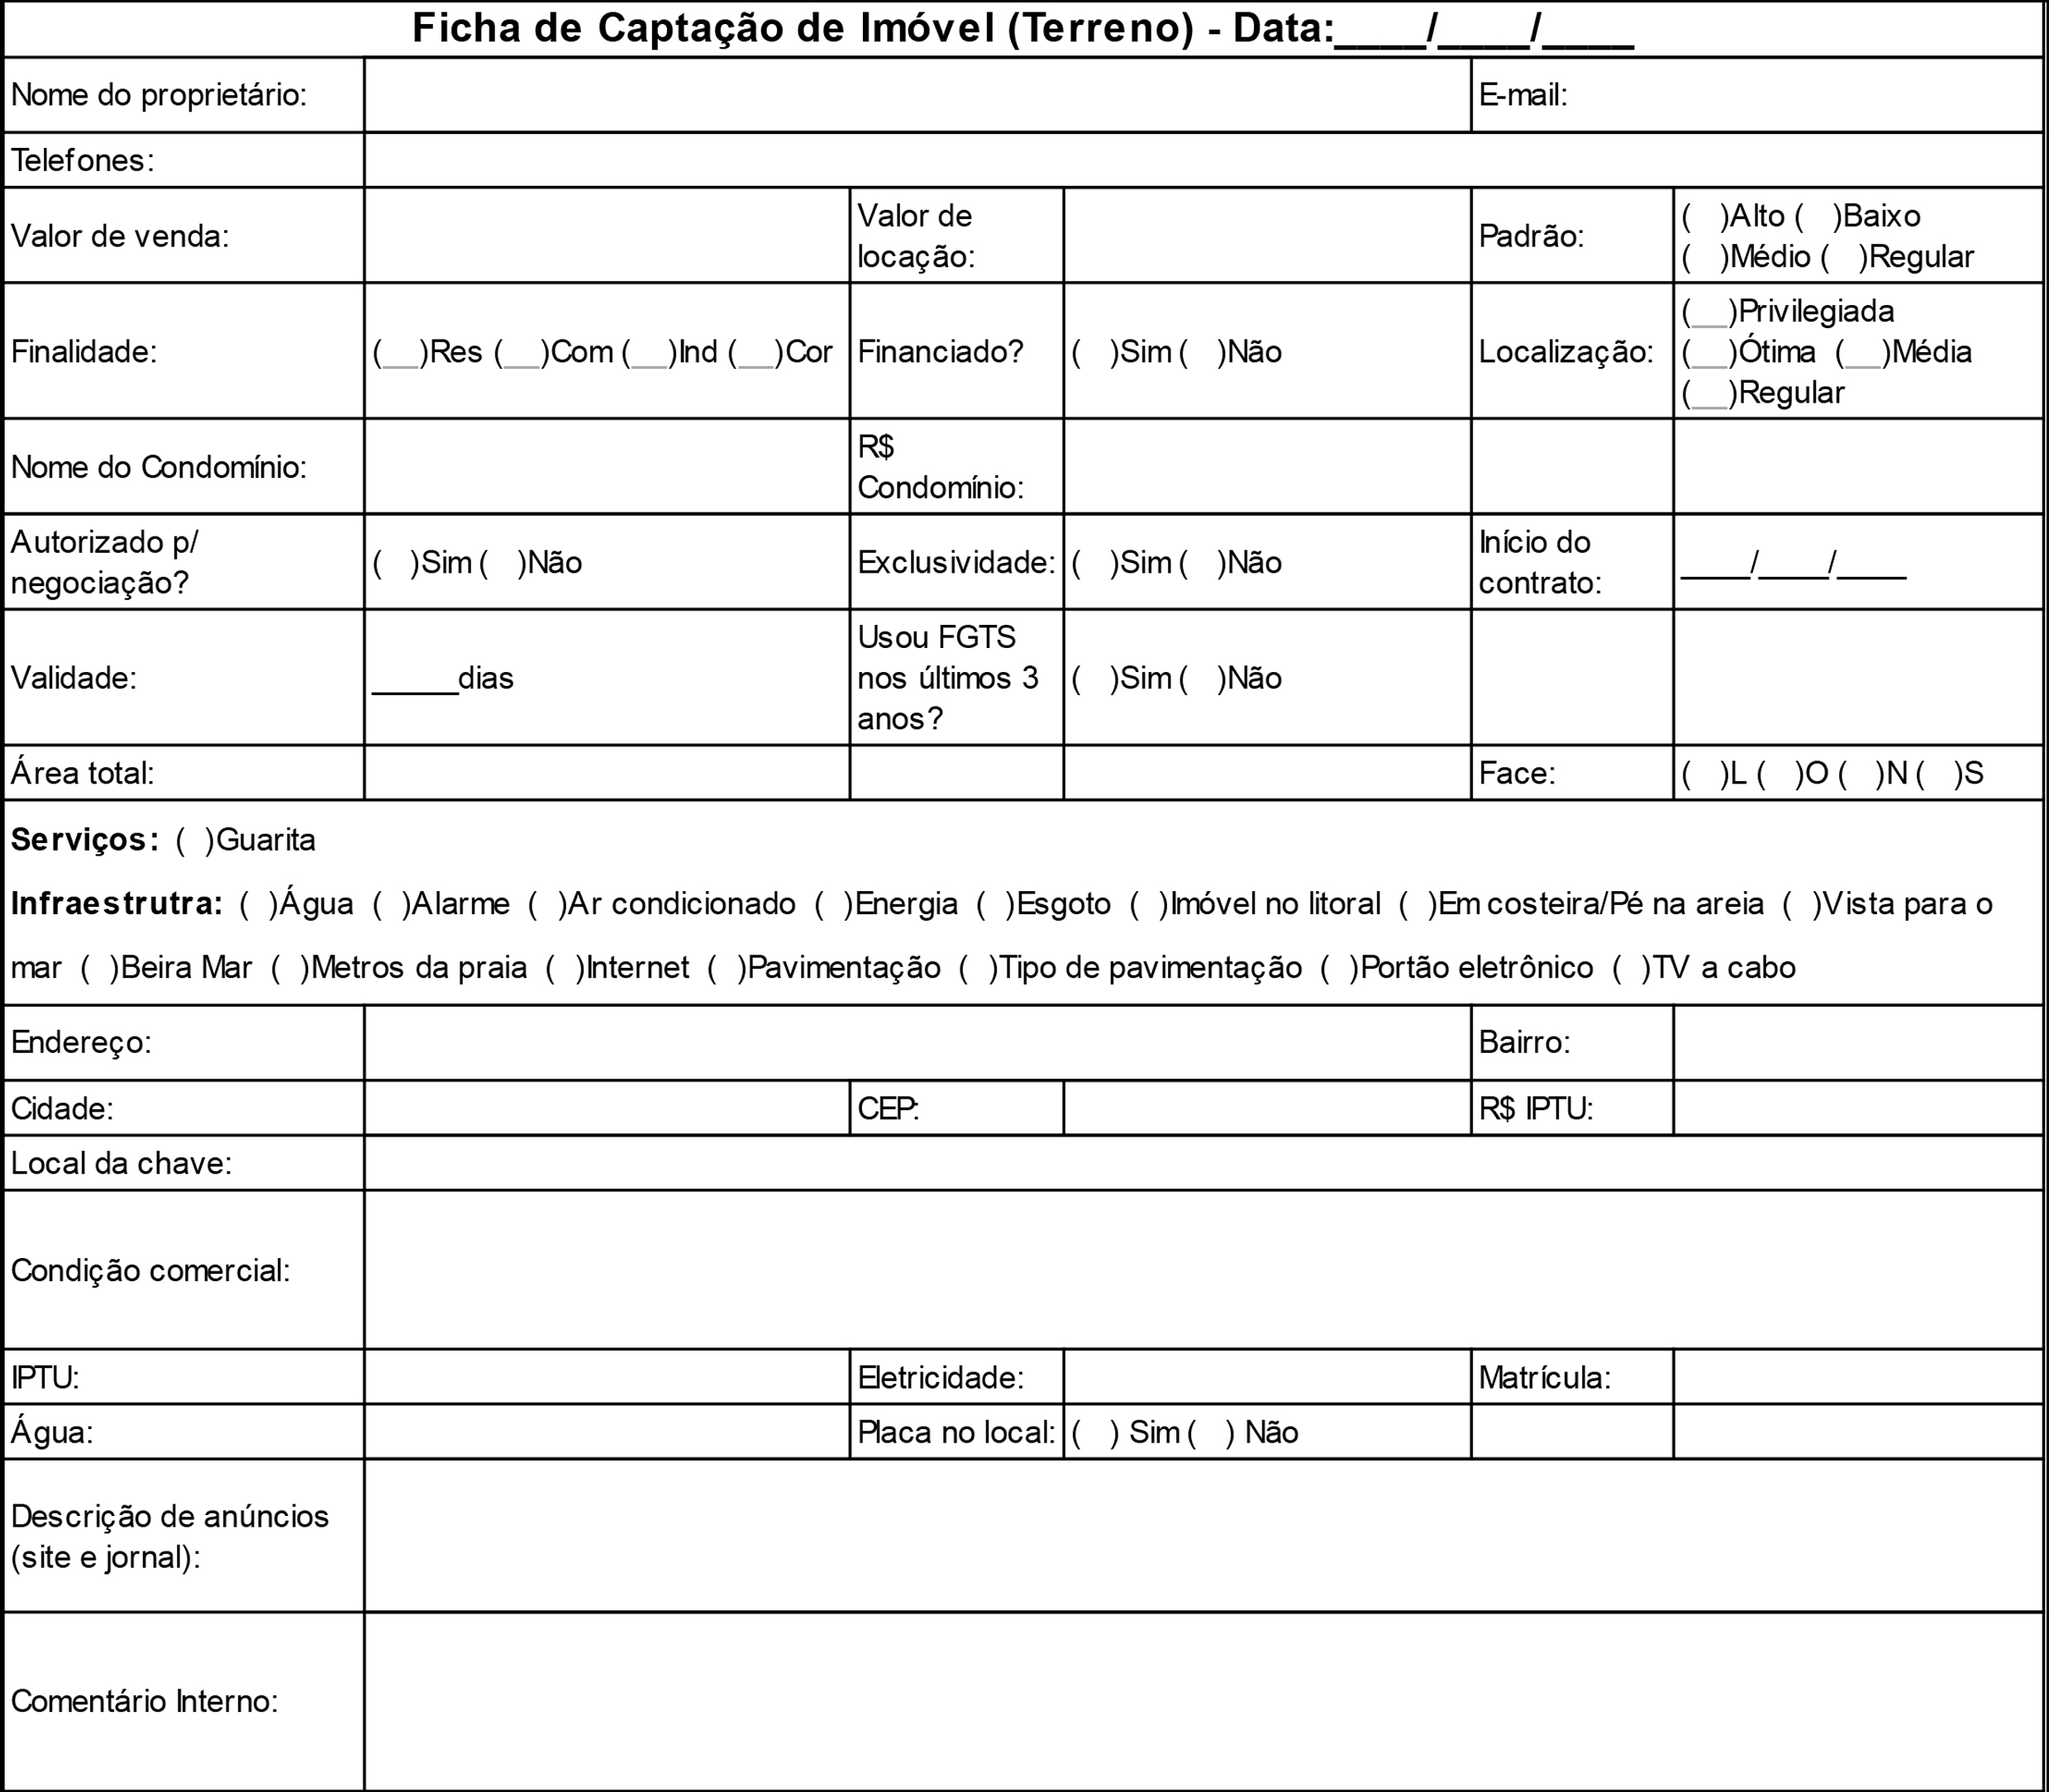 Ficha de Captação de Imóvel (Terreno) - Data:____/____/____
Nome do proprietário:
E-mail:
Telefones:
Valor de venda:
Valor de
locação:
Padrão:
(   )Alto (   )Baixo
(   )Médio (   )Regular
Finalidade:
(__)Res (__)Com (__)Ind (__)Cor
Financiado?
(   )Sim (   )Não
Localização:
(__)Privilegiada
(__)Ótima  (__)Média
(__)Regular
Nome do Condomínio:
R$
Condomínio:
Autorizado p/
negociação?
(   )Sim (   )Não
Exclusividade:
(   )Sim (   )Não
Início do
contrato:
____/____/____
Validade:
_____dias
Usou FGTS
nos últimos 3
anos?
(   )Sim (   )Não
Área total:
Face:
(   )L (   )O (   )N (   )S
Serviços:  (  )Guarita
Infraestrutra:  (  )Água  (  )Alarme  (  )Ar condicionado  (  )Energia  (  )Esgoto  (  )Imóvel no litoral  (  )Em costeira/Pé na areia  (  )Vista para o
mar  (  )Beira Mar  (  )Metros da praia  (  )Internet  (  )Pavimentação  (  )Tipo de pavimentação  (  )Portão eletrônico  (  )TV a cabo
Endereço:
Bairro:
Cidade:
CEP:
R$ IPTU:
Local da chave:
Condição comercial:
IPTU:
Eletricidade:
Matrícula:
Água:
Placa no local:
(   ) Sim (   ) Não
Descrição de anúncios
(site e jornal):
Comentário Interno: